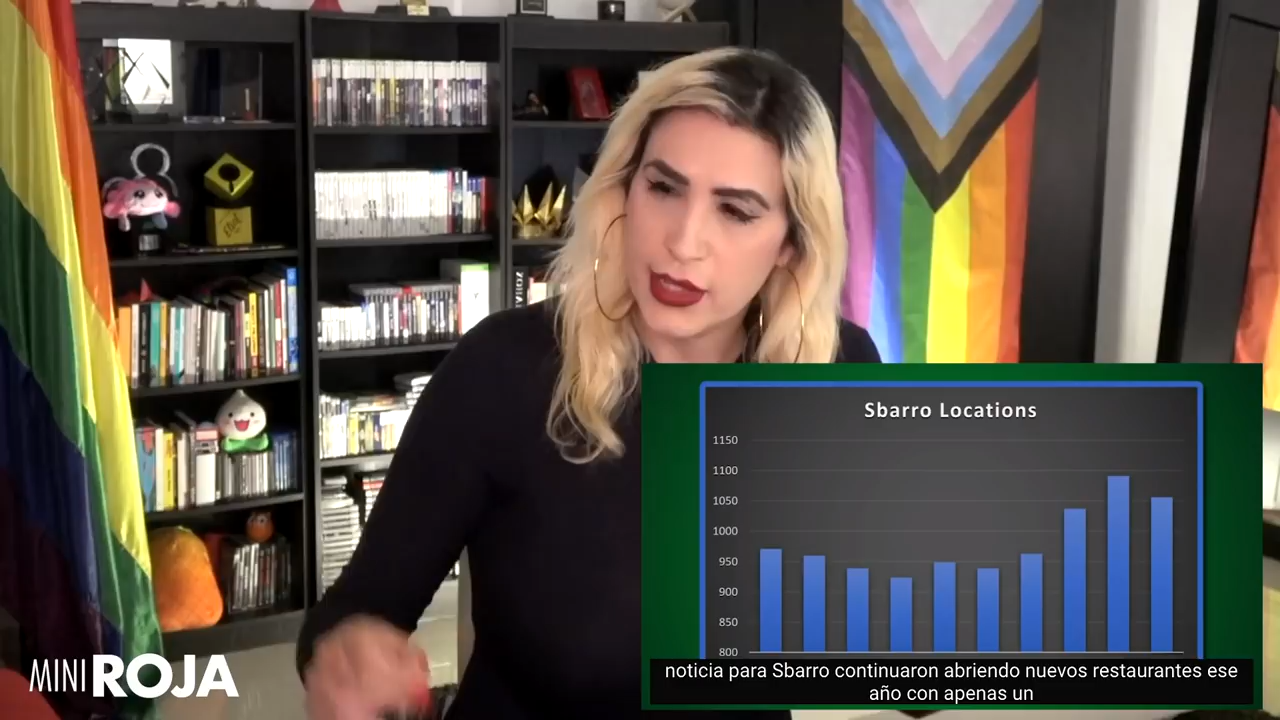 Sbarro Locations
1150
1100
1050
1000
950
900
850
800
noticia para Sbarro continuaron abriendo nuevos restaurantes ese
año con apenas un
MINI ROJA